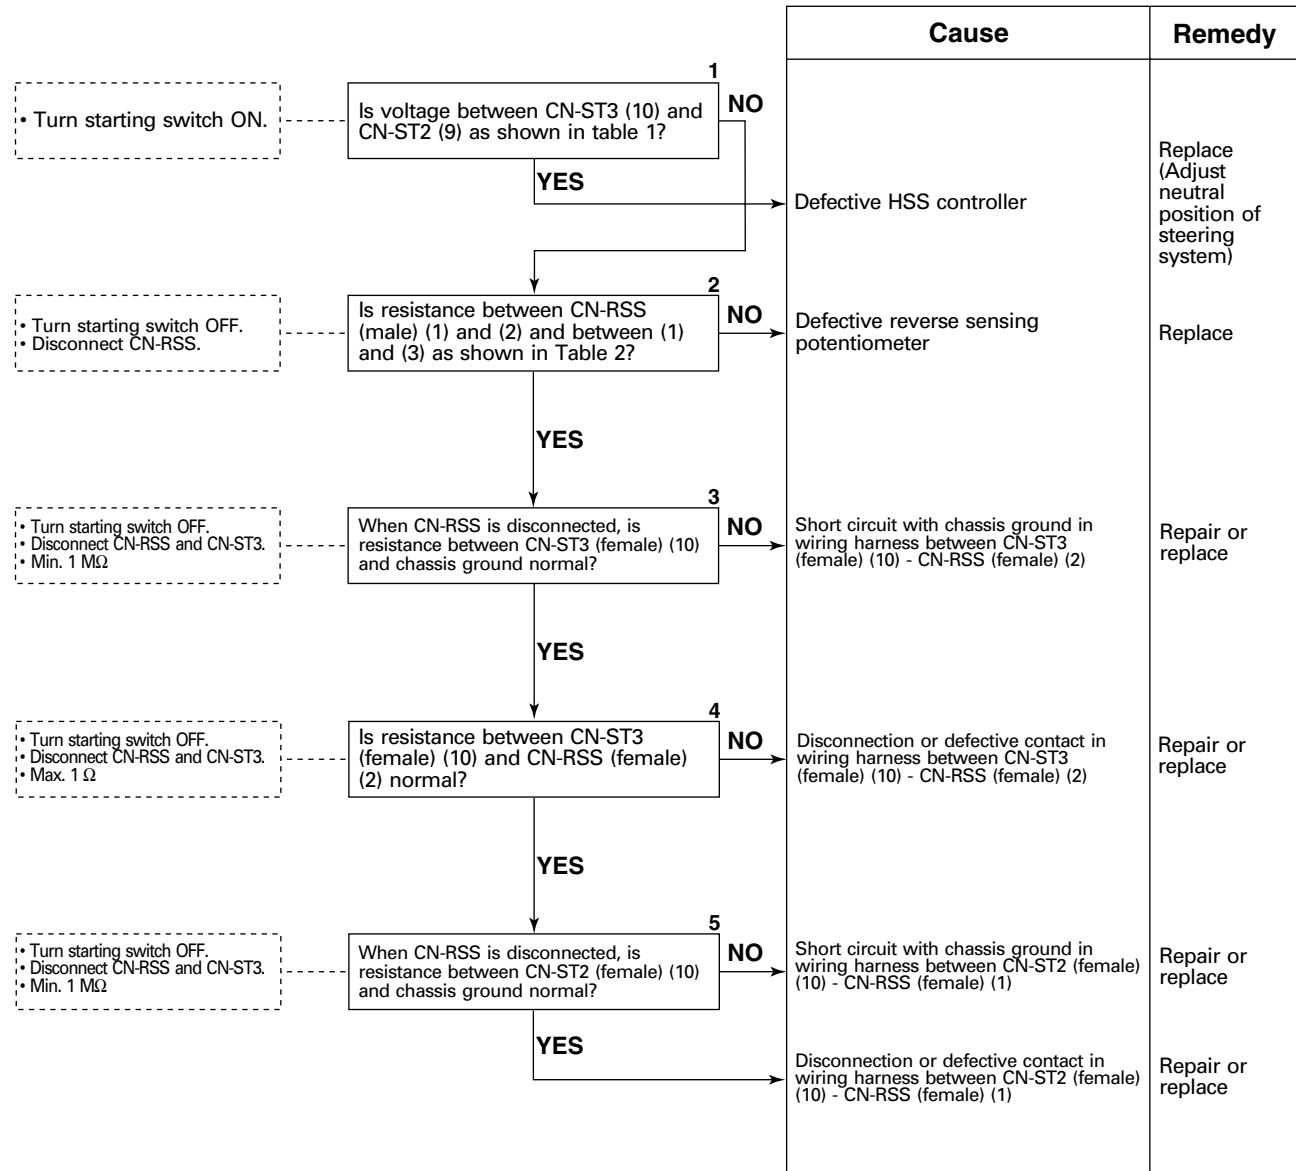 Cause
Remedy
1
• Turn starting switch ON.
Is voltage between CN-ST3 (10) and
CN-ST2 (9) as shown in table 1?
NO
YES
Defective HSS controller
Replace
(Adjust
neutral
position of
steering
system)
2
• Turn starting switch OFF.
• Disconnect CN-RSS.
Is resistance between CN-RSS
(male) (1) and (2) and between (1)
and (3) as shown in Table 2?
NO
Defective reverse sensing
potentiometer
Replace
YES
3
• Turn starting switch OFF.
• Disconnect CN-RSS and CN-ST3.
• Min. 1 MΩ
When CN-RSS is disconnected, is
resistance between CN-ST3 (female) (10)
and chassis ground normal?
NO
Short circuit with chassis ground in
wiring harness between CN-ST3
(female) (10) - CN-RSS (female) (2)
Repair or
replace
YES
4
• Turn starting switch OFF.
• Disconnect CN-RSS and CN-ST3.
• Max. 1 Ω
Is resistance between CN-ST3
(female) (10) and CN-RSS (female)
(2) normal?
NO
Disconnection or defective contact in
wiring harness between CN-ST3
(female) (10) - CN-RSS (female) (2)
Repair or
replace
YES
5
• Turn starting switch OFF.
• Disconnect CN-RSS and CN-ST3.
• Min. 1 MΩ
When CN-RSS is disconnected, is
resistance between CN-ST2 (female) (10)
and chassis ground normal?
NO
Short circuit with chassis ground in
wiring harness between CN-ST2 (female)
(10) - CN-RSS (female) (1)
Repair or
replace
YES
Disconnection or defective contact in
wiring harness between CN-ST2 (female)
(10) - CN-RSS (female) (1)
Repair or
replace